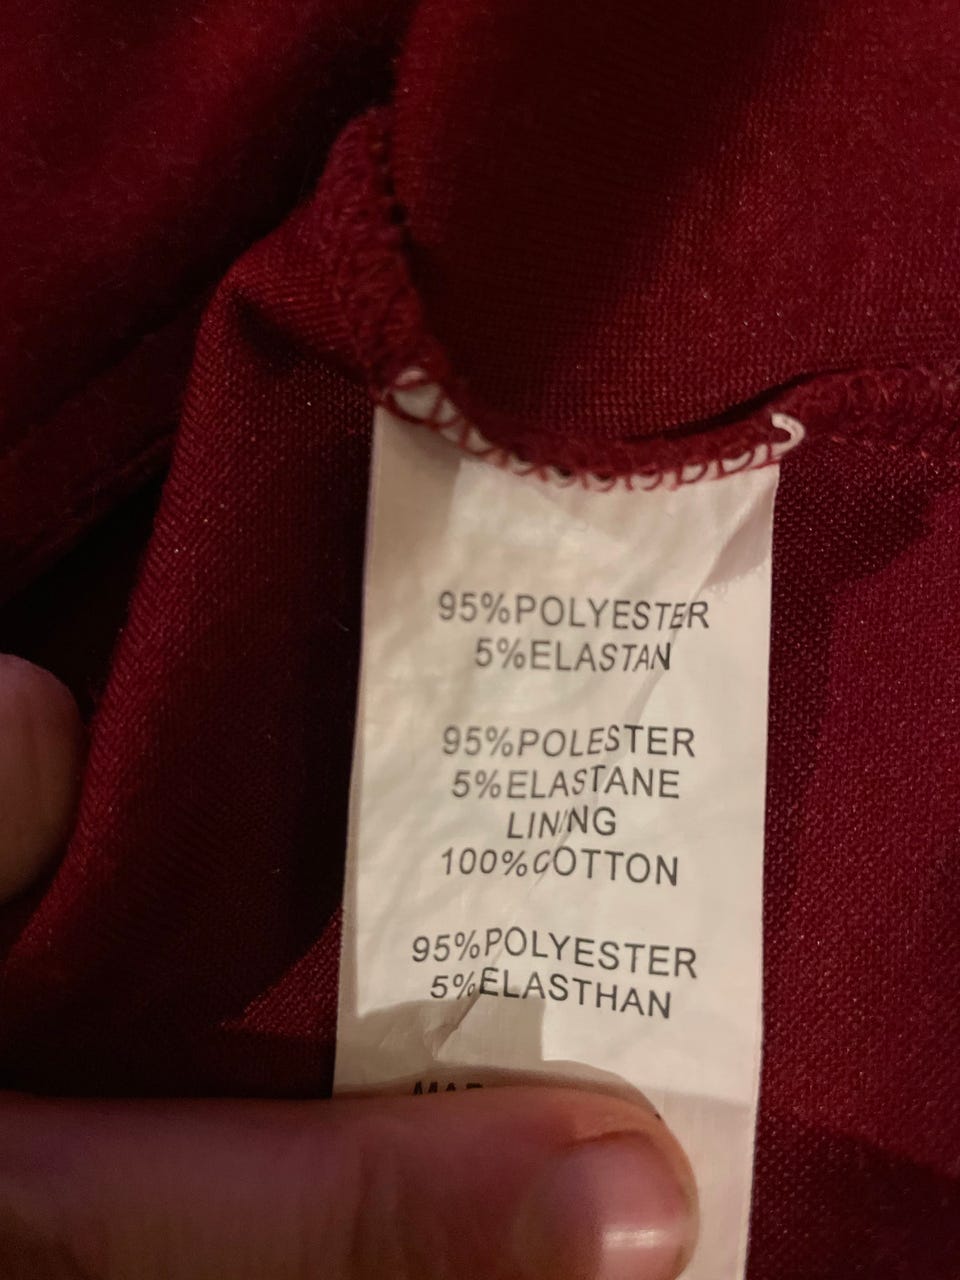 95%POLYESTER
5%ELASTAN
95%POLESTER
5%ELASTANE
LINING
100%COTTON
95%POLYESTER
5%ELASTHAN